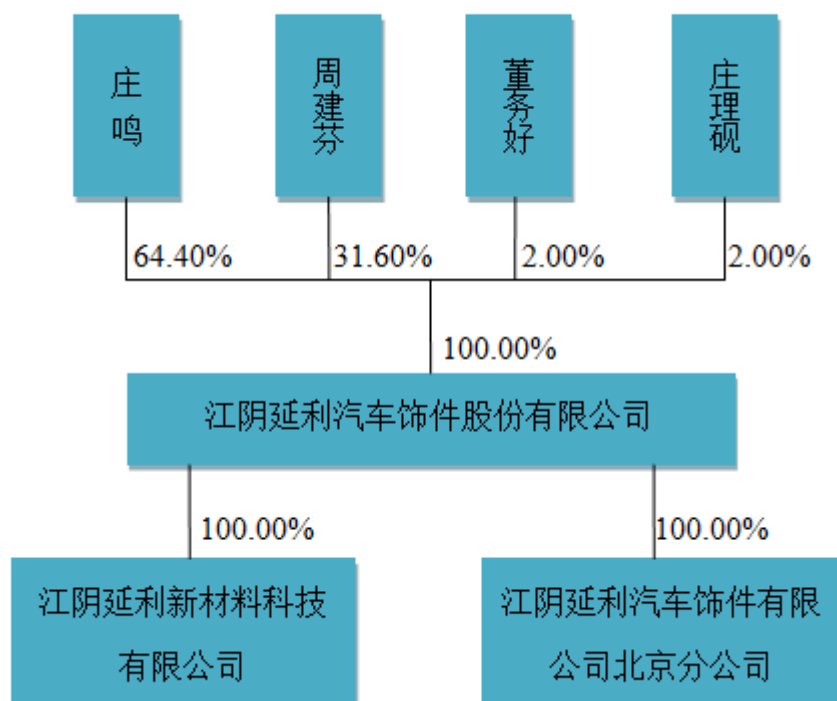 庄鸣
周建芬
董务好
庄理砚
64.40%
31.60%
2.00%
2.00%
100.00%
江阴延利汽车饰件股份有限公司
100.00%
100.00%
江阴延利新材料科技
有限公司
江阴延利汽车饰件有限
公司北京分公司